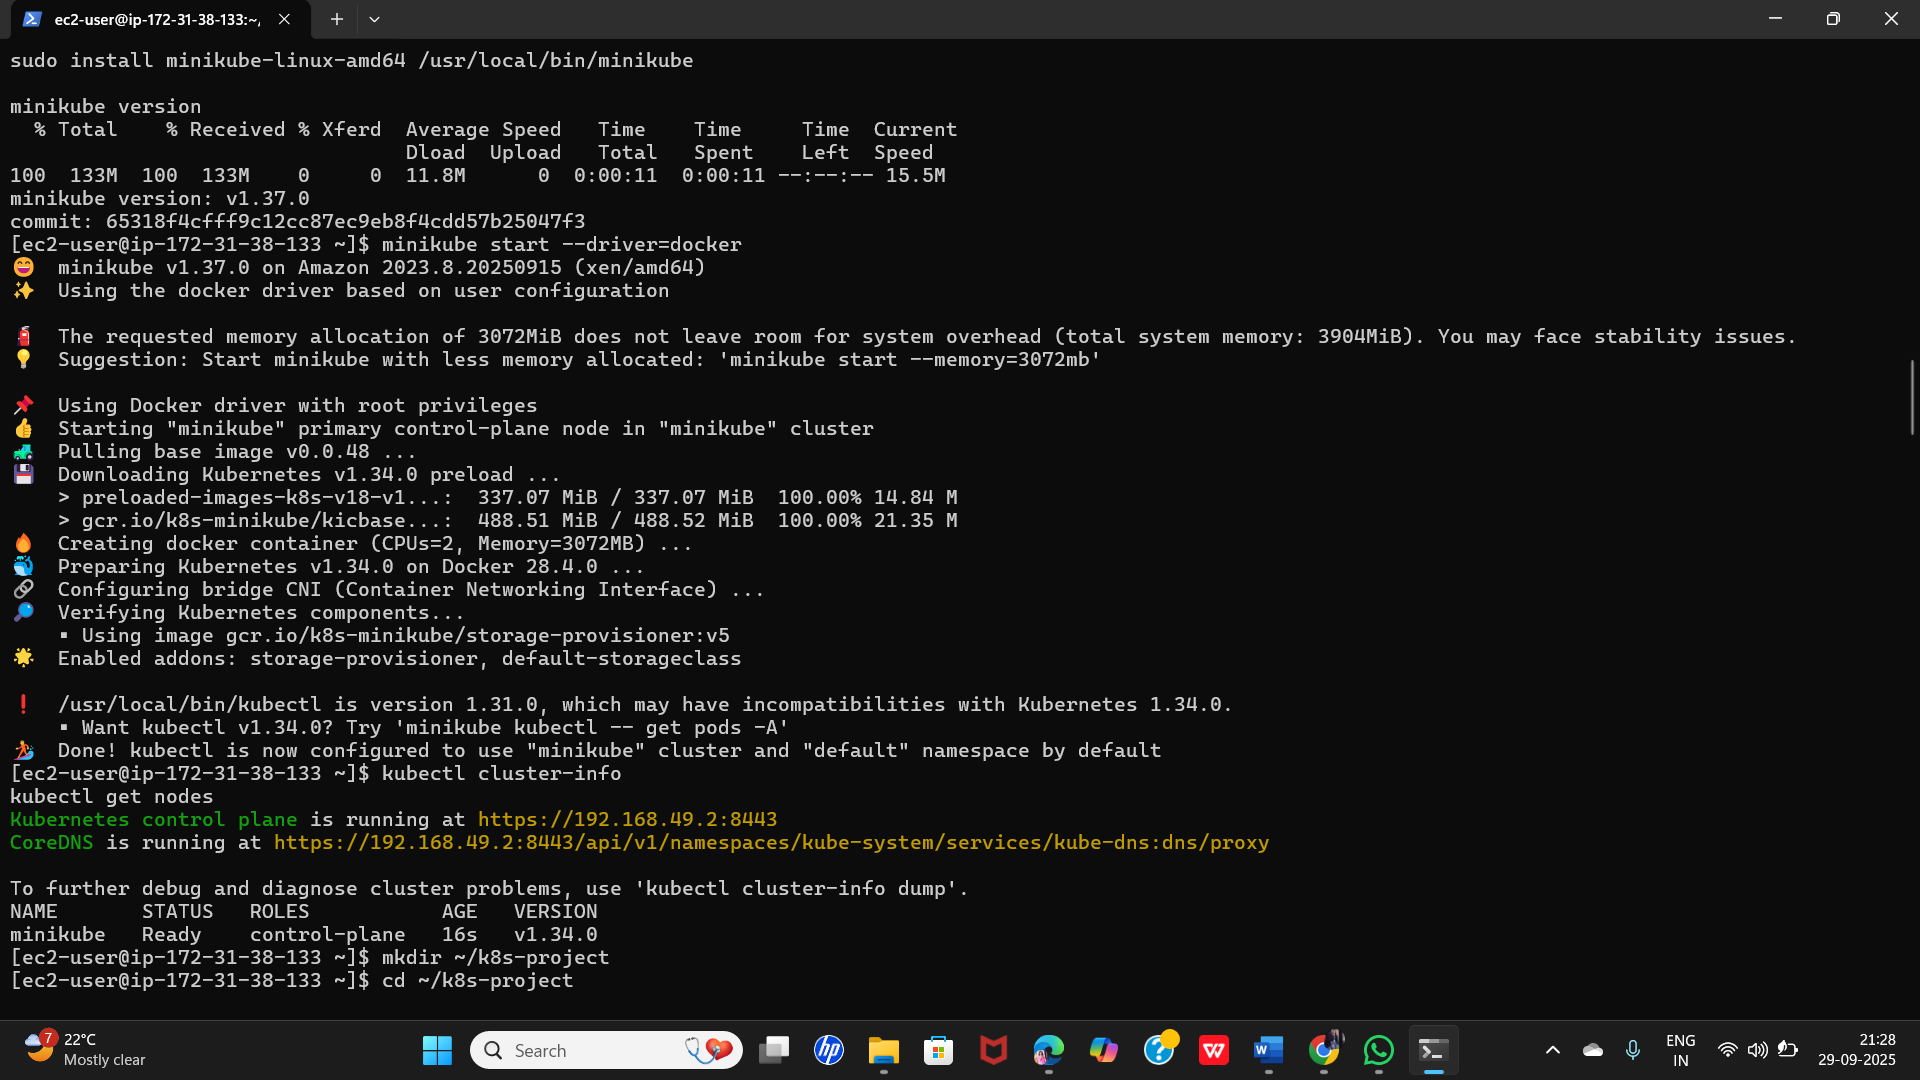 ec2-user@ip-172-31-38-133:~,
sudo install minikube-linux-amd64 /usr/local/bin/minikube
minikube version
% Total    % Received % Xferd  Average Speed   Time    Time     Time  Current
Dload  Upload   Total   Spent    Left  Speed
100  133M  100  133M    0     0  11.8M      0  0:00:11  0:00:11 --:--:-- 15.5M
minikube version: v1.37.0
commit: 65318f4cfff9c12cc87ec9eb8f4cdd57b25047f3
[ec2-user@ip-172-31-38-133 ~]$ minikube start --driver=docker
😄  minikube v1.37.0 on Amazon 2023.8.20250915 (xen/amd64)
✨  Using the docker driver based on user configuration
🧯  The requested memory allocation of 3072MiB does not leave room for system overhead (total system memory: 3904MiB). You may face stability issues.
💡  Suggestion: Start minikube with less memory allocated: 'minikube start --memory=3072mb'
📌  Using Docker driver with root privileges
👍  Starting "minikube" primary control-plane node in "minikube" cluster
🚜  Pulling base image v0.0.48 ...
💾  Downloading Kubernetes v1.34.0 preload ...
> preloaded-images-k8s-v18-v1...:  337.07 MiB / 337.07 MiB  100.00% 14.84 M
> gcr.io/k8s-minikube/kicbase...:  488.51 MiB / 488.52 MiB  100.00% 21.35 M
🔥  Creating docker container (CPUs=2, Memory=3072MB) ...
🐳  Preparing Kubernetes v1.34.0 on Docker 28.4.0 ...
🔗  Configuring bridge CNI (Container Networking Interface) ...
🔎  Verifying Kubernetes components...
▪ Using image gcr.io/k8s-minikube/storage-provisioner:v5
🌟  Enabled addons: storage-provisioner, default-storageclass
❗  /usr/local/bin/kubectl is version 1.31.0, which may have incompatibilities with Kubernetes 1.34.0.
▪ Want kubectl v1.34.0? Try 'minikube kubectl -- get pods -A'
🏄  Done! kubectl is now configured to use "minikube" cluster and "default" namespace by default
[ec2-user@ip-172-31-38-133 ~]$ kubectl cluster-info
kubectl get nodes
Kubernetes control plane is running at https://192.168.49.2:8443
CoreDNS is running at https://192.168.49.2:8443/api/v1/namespaces/kube-system/services/kube-dns:dns/proxy
To further debug and diagnose cluster problems, use 'kubectl cluster-info dump'.
NAME       STATUS   ROLES           AGE   VERSION
minikube   Ready    control-plane   16s   v1.34.0
[ec2-user@ip-172-31-38-133 ~]$ mkdir ~/k8s-project
[ec2-user@ip-172-31-38-133 ~]$ cd ~/k8s-project
7
22°C
Mostly clear
Search
hp
W
ENG
IN
21:28
29-09-2025